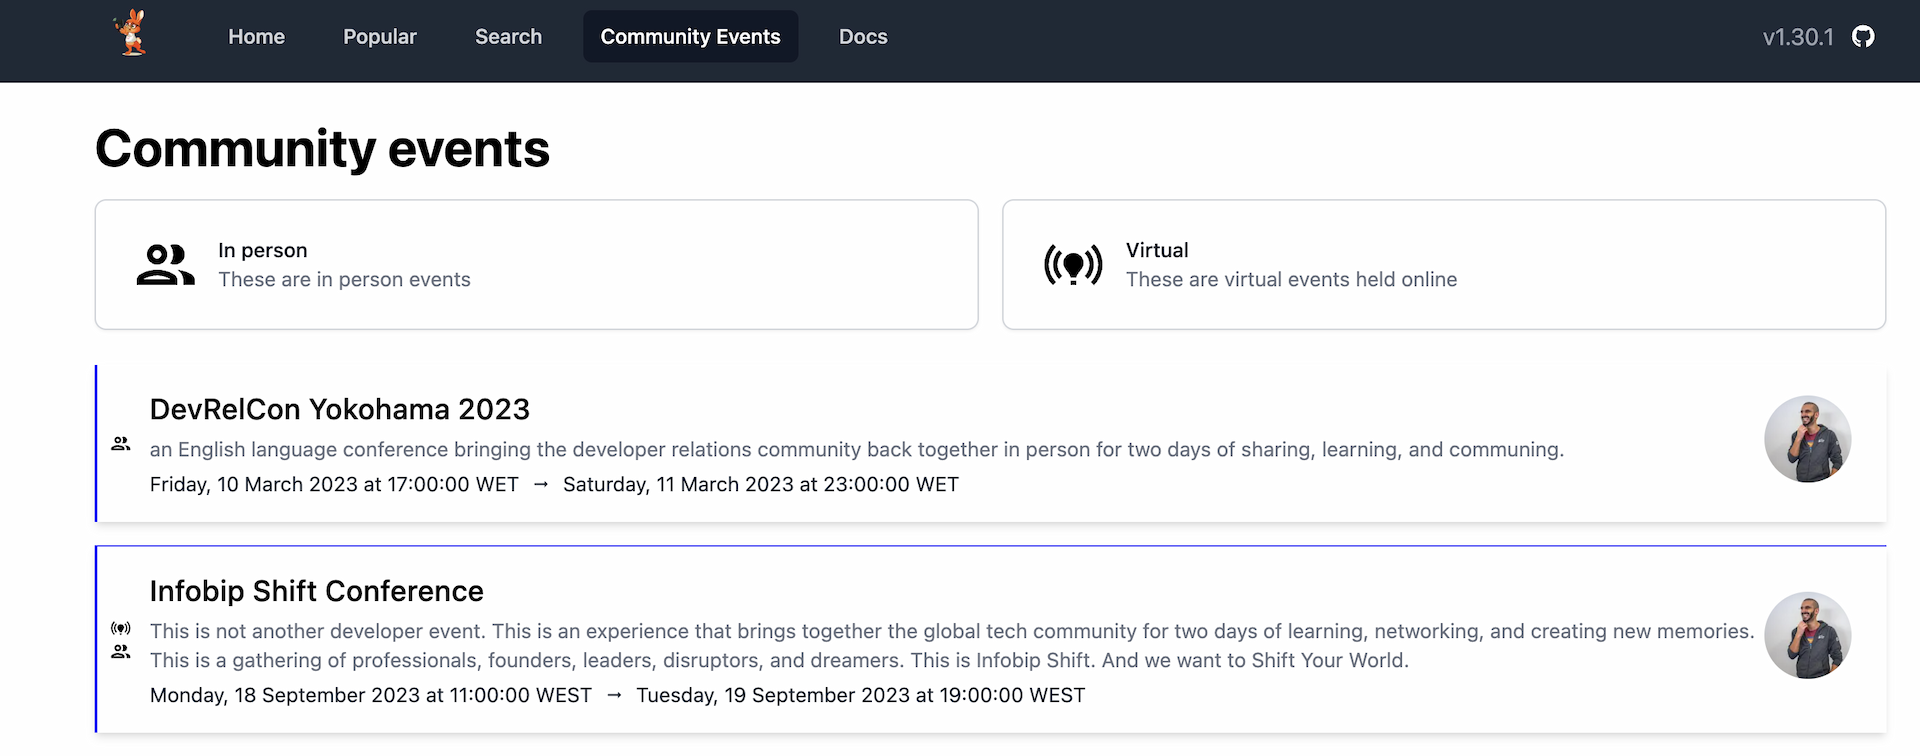 Home Popular Search Community Events Docs v1.30.1
Community events
In person
These are in person events
Virtual
These are virtual events held online
DevRelCon Yokohama 2023
an English language conference bringing the developer relations community back together in person for two days of sharing, learning, and communing.
Friday, 10 March 2023 at 17:00:00 WET → Saturday, 11 March 2023 at 23:00:00 WET
Infobip Shift Conference
This is not another developer event. This is an experience that brings together the global tech community for two days of learning, networking, and creating new memories.
This is a gathering of professionals, founders, leaders, disruptors, and dreamers. This is Infobip Shift. And we want to Shift Your World.
Monday, 18 September 2023 at 11:00:00 WEST → Tuesday, 19 September 2023 at 19:00:00 WEST